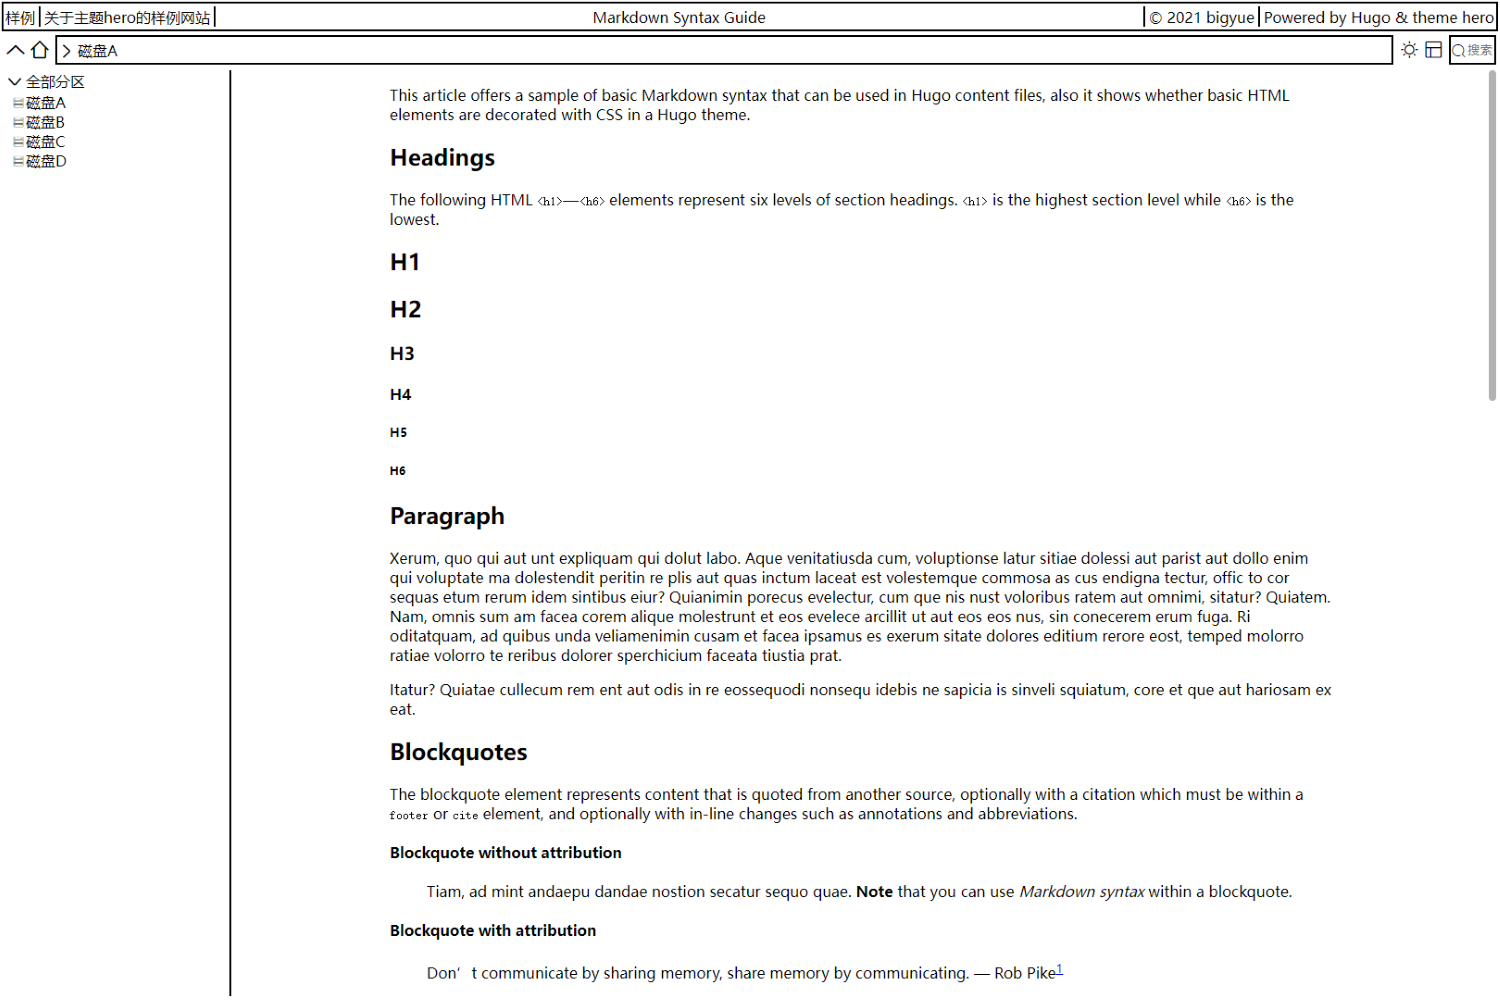 样例 关于主题hero的样例网站 Markdown Syntax Guide © 2021 bigyue Powered by Hugo & theme hero
磁盘A 搜索
全部分区
磁盘A
磁盘B
磁盘C
磁盘D
This article offers a sample of basic Markdown syntax that can be used in Hugo content files, also it shows whether basic HTML
elements are decorated with CSS in a Hugo theme.
Headings
The following HTML <h1>—<h6> elements represent six levels of section headings. <h1> is the highest section level while <h6> is the
lowest.
H1
H2
H3
H4
H5
H6
Paragraph
Xerum, quo qui aut unt expliquam qui dolut labo. Aque venitatiusda cum, voluptionse latur sitiae dolessi aut parist aut dollo enim
qui voluptate ma dolestendit peritin re plis aut quas inctum laceat est volestemque commosa as cus endigna tectur, offic to cor
sequas etum rerum idem sintibus eiur? Quianimin porecus evelectur, cum que nis nust voloribus ratem aut omnimi, sitatur? Quiatem.
Nam, omnis sum am facea corem alique molestrunt et eos evelece arcillit ut aut eos eos nus, sin conecerem erum fuga. Ri
oditatquam, ad quibus unda veliamenimin cusam et facea ipsamus es exerum sitate dolores editium rerore eost, temped molorro
ratiae volorro te reribus dolorer sperchicium faceata tiustia prat.
Itatur? Quiatae cullecum rem ent aut odis in re eossequodi nonsequ idebis ne sapicia is sinveli squiatum, core et que aut hariosam ex
eat.
Blockquotes
The blockquote element represents content that is quoted from another source, optionally with a citation which must be within a
footer or cite element, and optionally with in-line changes such as annotations and abbreviations.
Blockquote without attribution
Tiam, ad mint andaepu dandae nostion secatur sequo quae. Note that you can use Markdown syntax within a blockquote.
Blockquote with attribution
Don’t communicate by sharing memory, share memory by communicating. — Rob Pike1